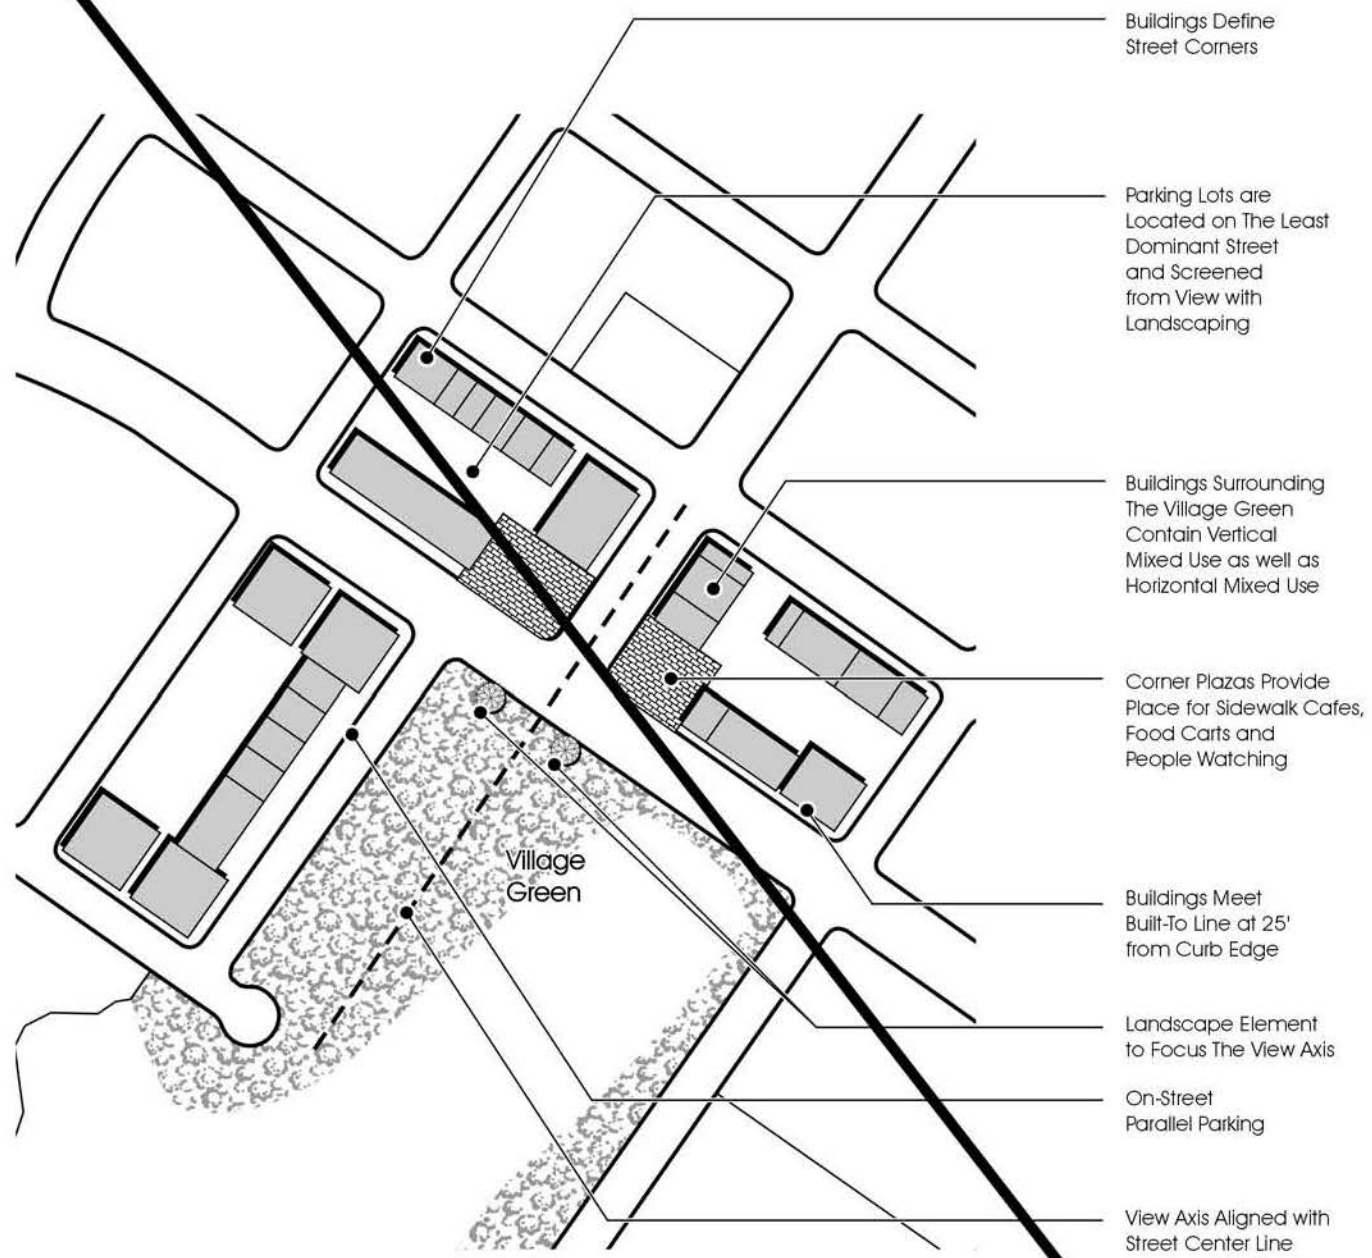 Buildings Define
Street Corners
Parking Lots are
Located on The Least
Dominant Street
and Screened
from View with
Landscaping
Buildings Surrounding
The Village Green
Contain Vertical
Mixed Use as well as
Horizontal Mixed Use
Corner Plazas Provide
Place for Sidewalk Cafes,
Food Carts and
People Watching
Village
Green
Buildings Meet
Built-To Line at 25'
from Curb Edge
Landscape Element
to Focus The View Axis
On-Street
Parallel Parking
View Axis Aligned with
Street Center Line